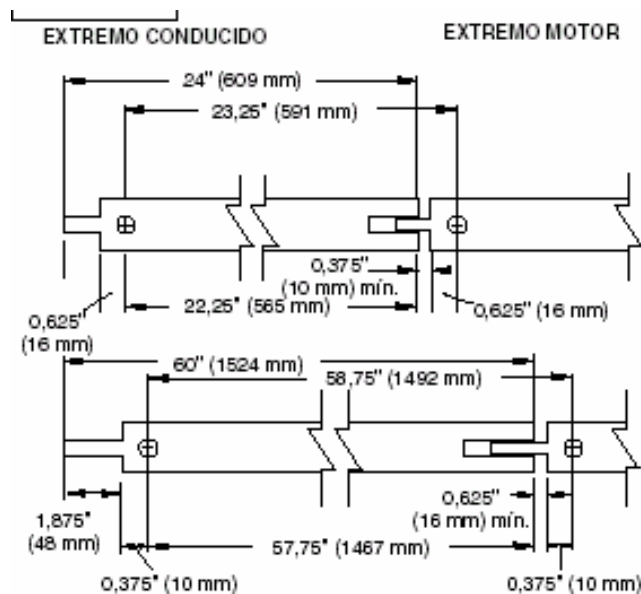 EXTREMO CONDUCIDO
EXTREMO MOTOR
24" (609 mm)
23,25" (591 mm)
0,375"
(10 mm) mín.
22,25" (565 mm)
0,625" (16 mm)
0,625"
(16 mm)
60" (1524 mm)
58,75" (1492 mm)
0,625"
(16 mm) mín.
1,875"
(48 mm)
57,75" (1467 mm)
0,375" (10 mm)
0,375" (10 mm)